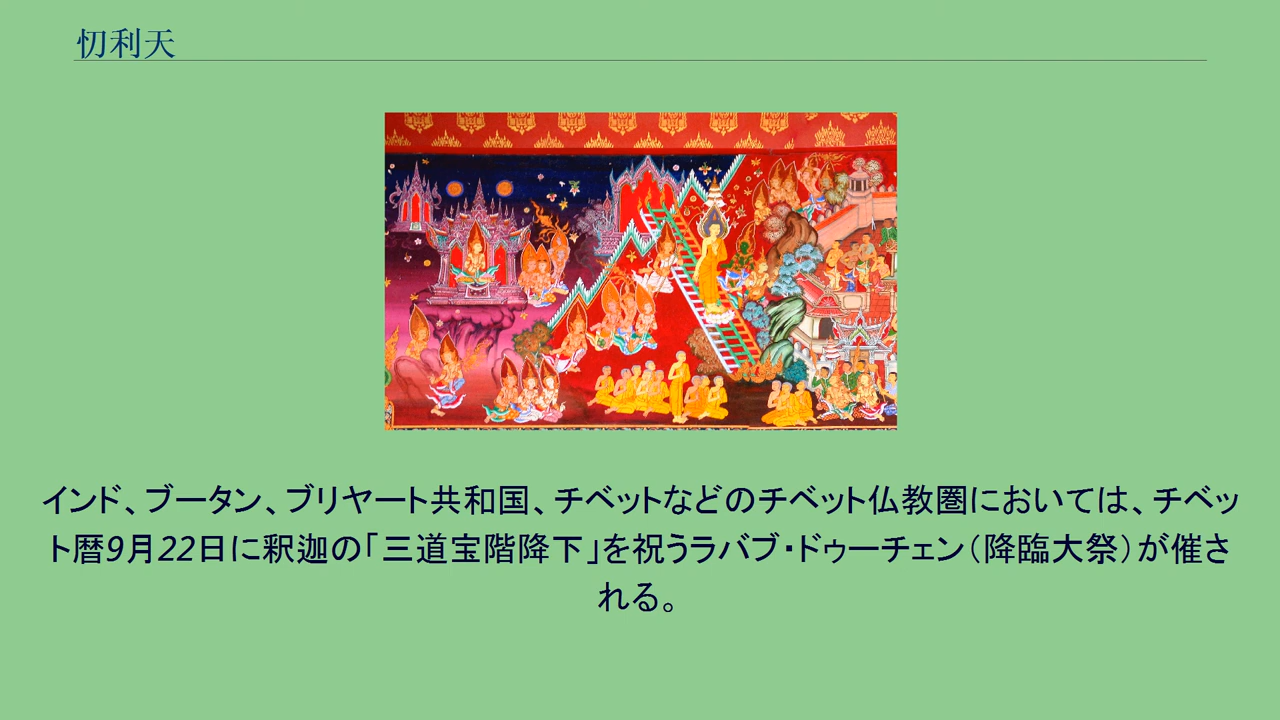 忉利天
インド、ブータン、ブリヤート共和国、チベットなどのチベット仏教圏においては、チベッ
ト暦9月22日に釈迦の「三道宝階降下」を祝うラバブ・ドゥーチェン（降臨大祭）が催さ
れる。